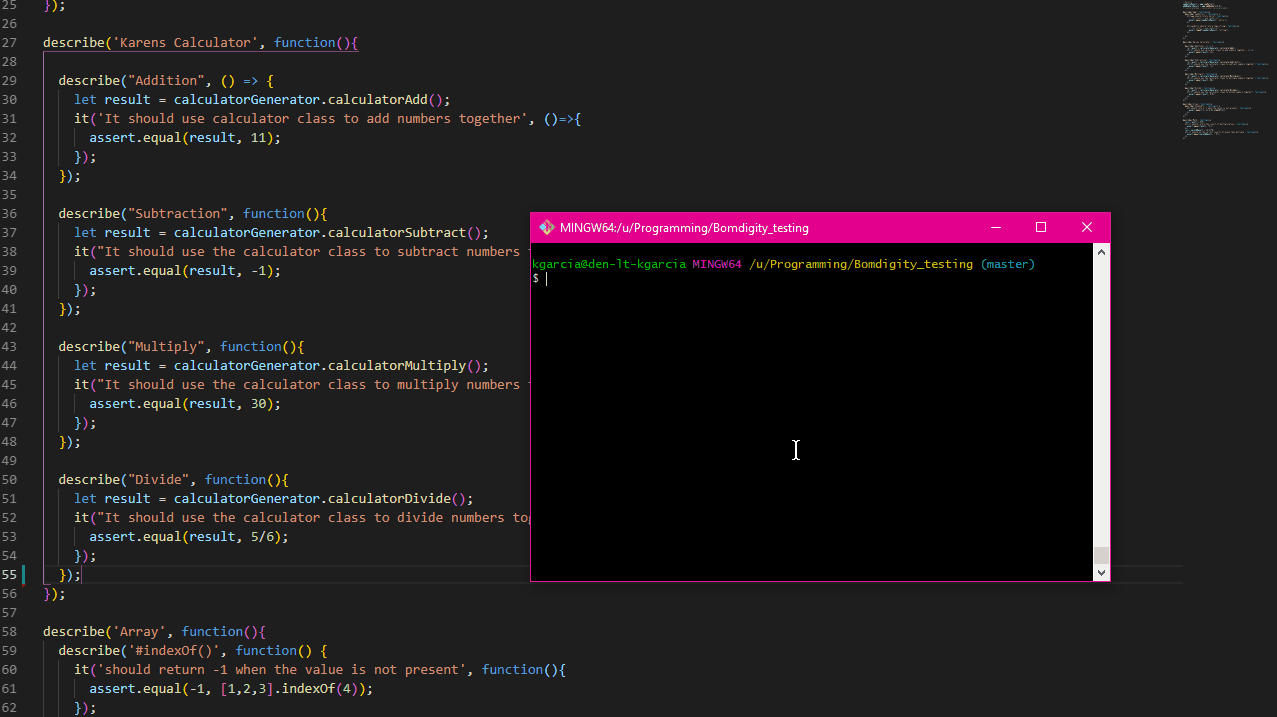 25 });
26
27 describe('Karens Calculator', function(){
28
29 describe("Addition", () => {
30 let result = calculatorGenerator.calculatorAdd();
31 it('It should use calculator class to add numbers together', ()=>{
32 assert.equal(result, 11);
33 });
34 });
35
36 describe("Subtraction", function(){
37 let result = calculatorGenerator.calculatorSubtract();
38 it("It should use the calculator class to subtract numbers
39 assert.equal(result, -1);
40 });
41 });
42
43 describe("Multiply", function(){
44 let result = calculatorGenerator.calculatorMultiply();
45 it("It should use the calculator class to multiply numbers
46 assert.equal(result, 30);
47 });
48 });
49
50 describe("Divide", function(){
51 let result = calculatorGenerator.calculatorDivide();
52 it("It should use the calculator class to divide numbers
53 assert.equal(result, 5/6);
54 });
55 });
56 });
57
58 describe('Array', function(){
59 describe('#indexOf()', function() {
60 it('should return -1 when the value is not present', function(){
61 assert.equal(-1, [1,2,3].indexOf(4));
62 });
MINGW64:/u/Programming/Bomdigity_testing
kgarcia@den-lt-kgarcia MINGW64 /u/Programming/Bomdigity_testing (master)
$